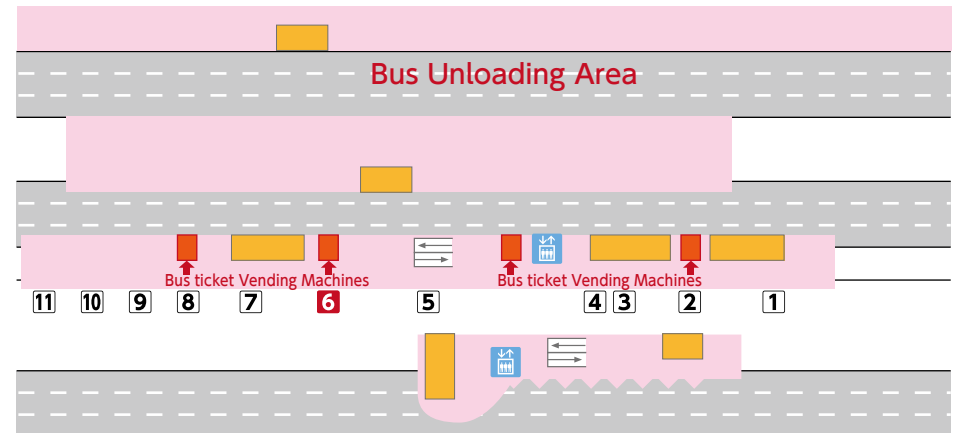 Bus Unloading Area
Bus ticket Vending Machines Bus ticket Vending Machines
11 10 9 8 7 6 5 4 3 2 1